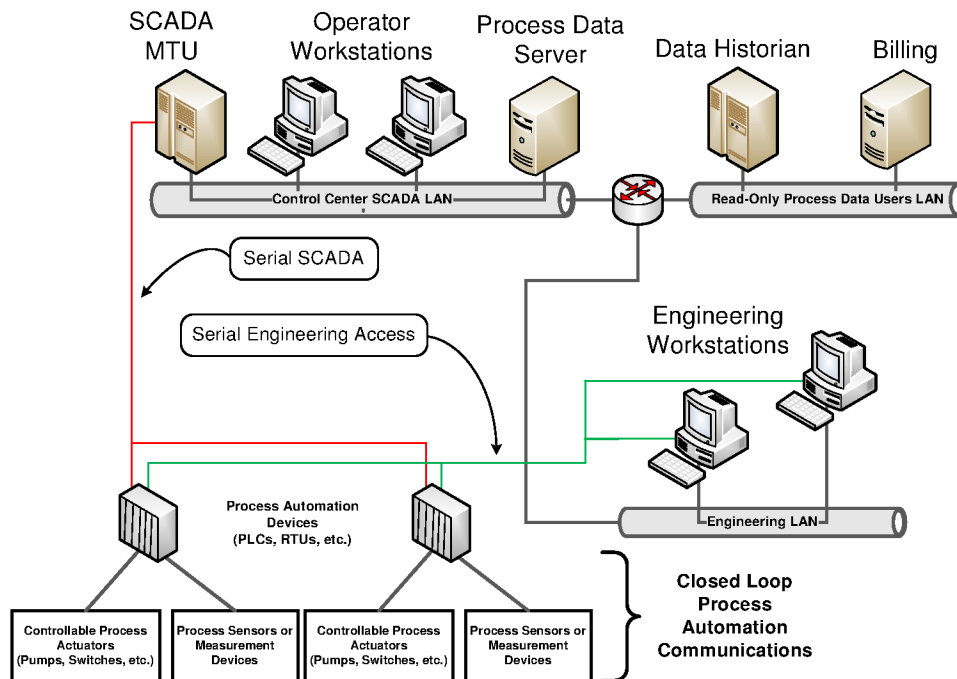 SCADA
MTU
Operator
Workstations
Process Data
Server
Data Historian
Billing
Control Center SCADA LAN
Read-Only Process Data Users LAN
Serial SCADA
Serial Engineering Access
Engineering
Workstations
Process Automation
Devices
(PLCs, RTUs, etc.)
Engineering LAN
Controllable Process
Actuators
(Pumps, Switches, etc.)
Process Sensors or
Measurement
Devices
Controllable Process
Actuators
(Pumps, Switches, etc.)
Process Sensors or
Measurement
Devices
Closed Loop
Process
Automation
Communications